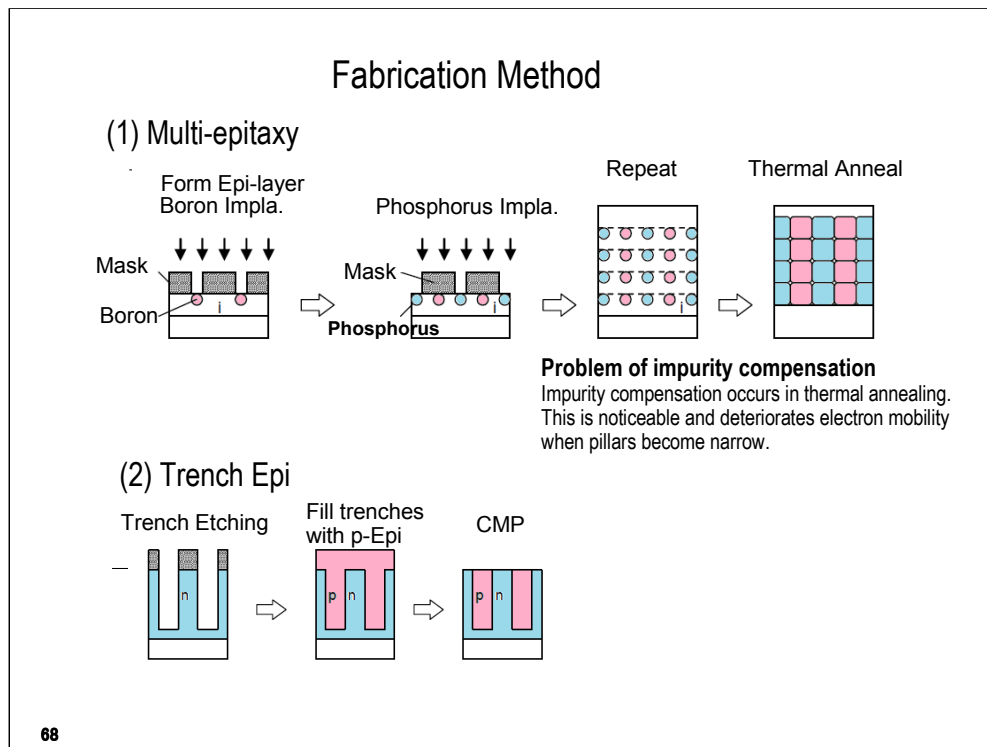 Fabrication Method
(1) Multi-epitaxy
Form Epi-layer
Boron Impla.
Mask
Boron
i
Phosphorus Impla.
Mask
Phosphorus
i
Repeat
i
Thermal Anneal
Problem of impurity compensation
Impurity compensation occurs in thermal annealing.
This is noticeable and deteriorates electron mobility
when pillars become narrow.
(2) Trench Epi
Trench Etching
n
Fill trenches
with p-Epi
p n
CMP
p n
68